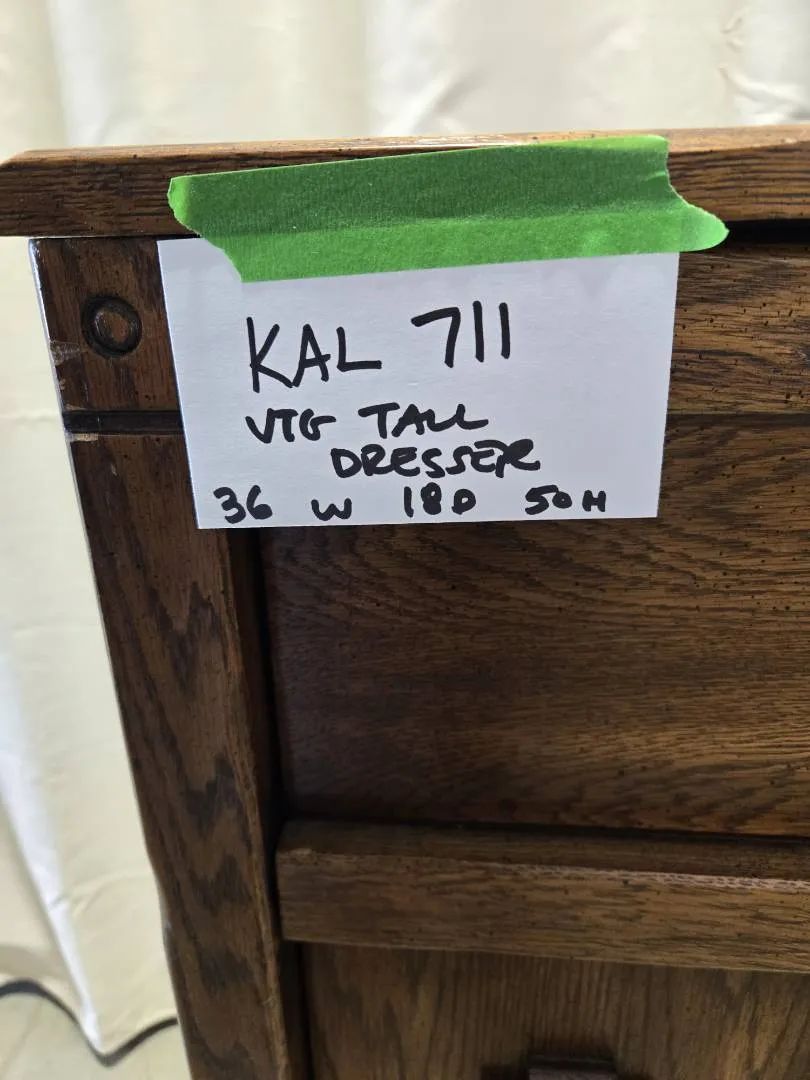 KAL 711
VTG TALL
DRESSER
36 W 18D 50H